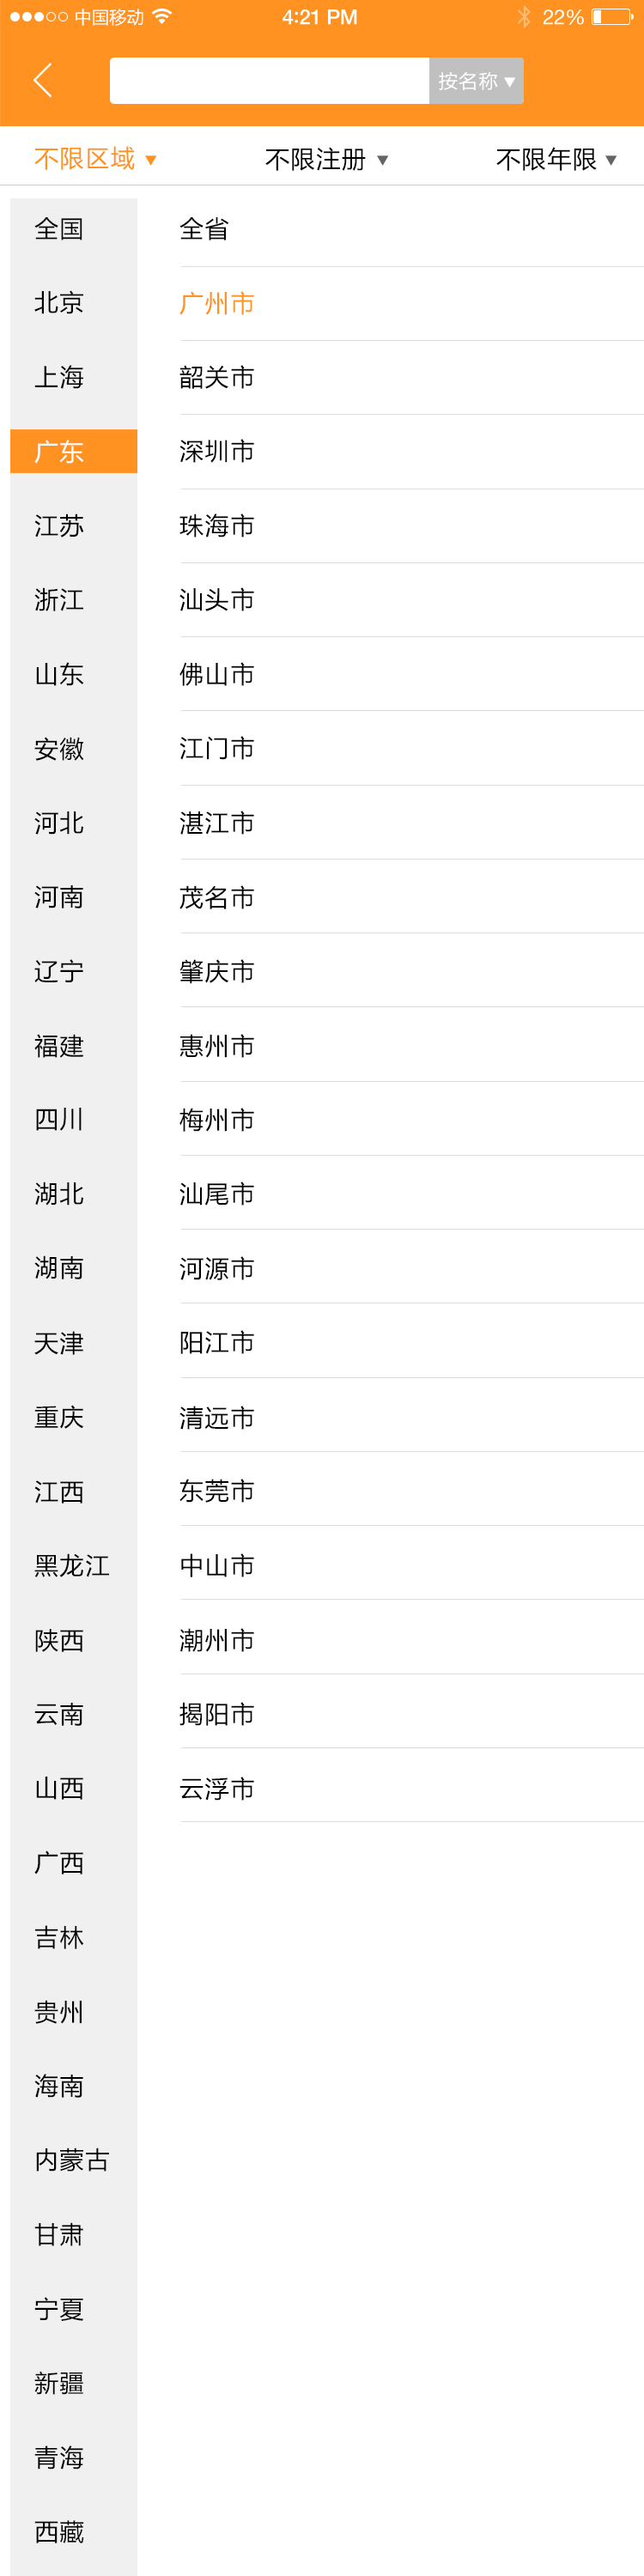 中国移动 4:21 PM 22%
按名称
不限区域 不限注册 不限年限
全国 全省
北京 广州市
上海 韶关市
广东 深圳市
江苏 珠海市
浙江 汕头市
山东 佛山市
安徽 江门市
河北 湛江市
河南 茂名市
辽宁 肇庆市
福建 惠州市
四川 梅州市
湖北 汕尾市
湖南 河源市
天津 阳江市
重庆 清远市
江西 东莞市
黑龙江 中山市
陕西 潮州市
云南 揭阳市
山西 云浮市
广西
吉林
贵州
海南
内蒙古
甘肃
宁夏
新疆
青海
西藏